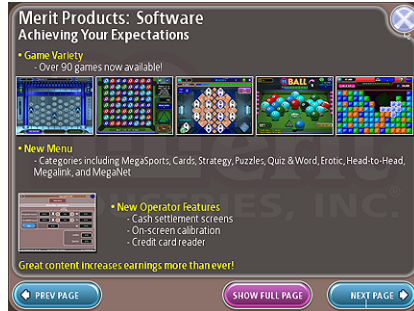 Merit Products: Software
Achieving Your Expectations
• Game Variety
- Over 90 games now available!
BALL
• New Menu
- Categories including MegaSports, Cards, Strategy, Puzzles, Quiz & Word, Erotic, Head-to-Head,
Megalink, and MegaNet
• New Operator Features
- Cash settlement screens
- On-screen calibration
- Credit card reader
INDUSTRIES, INC.
Great content increases earnings more than ever!
PREV PAGE
SHOW FULL PAGE
NEXT PAGE